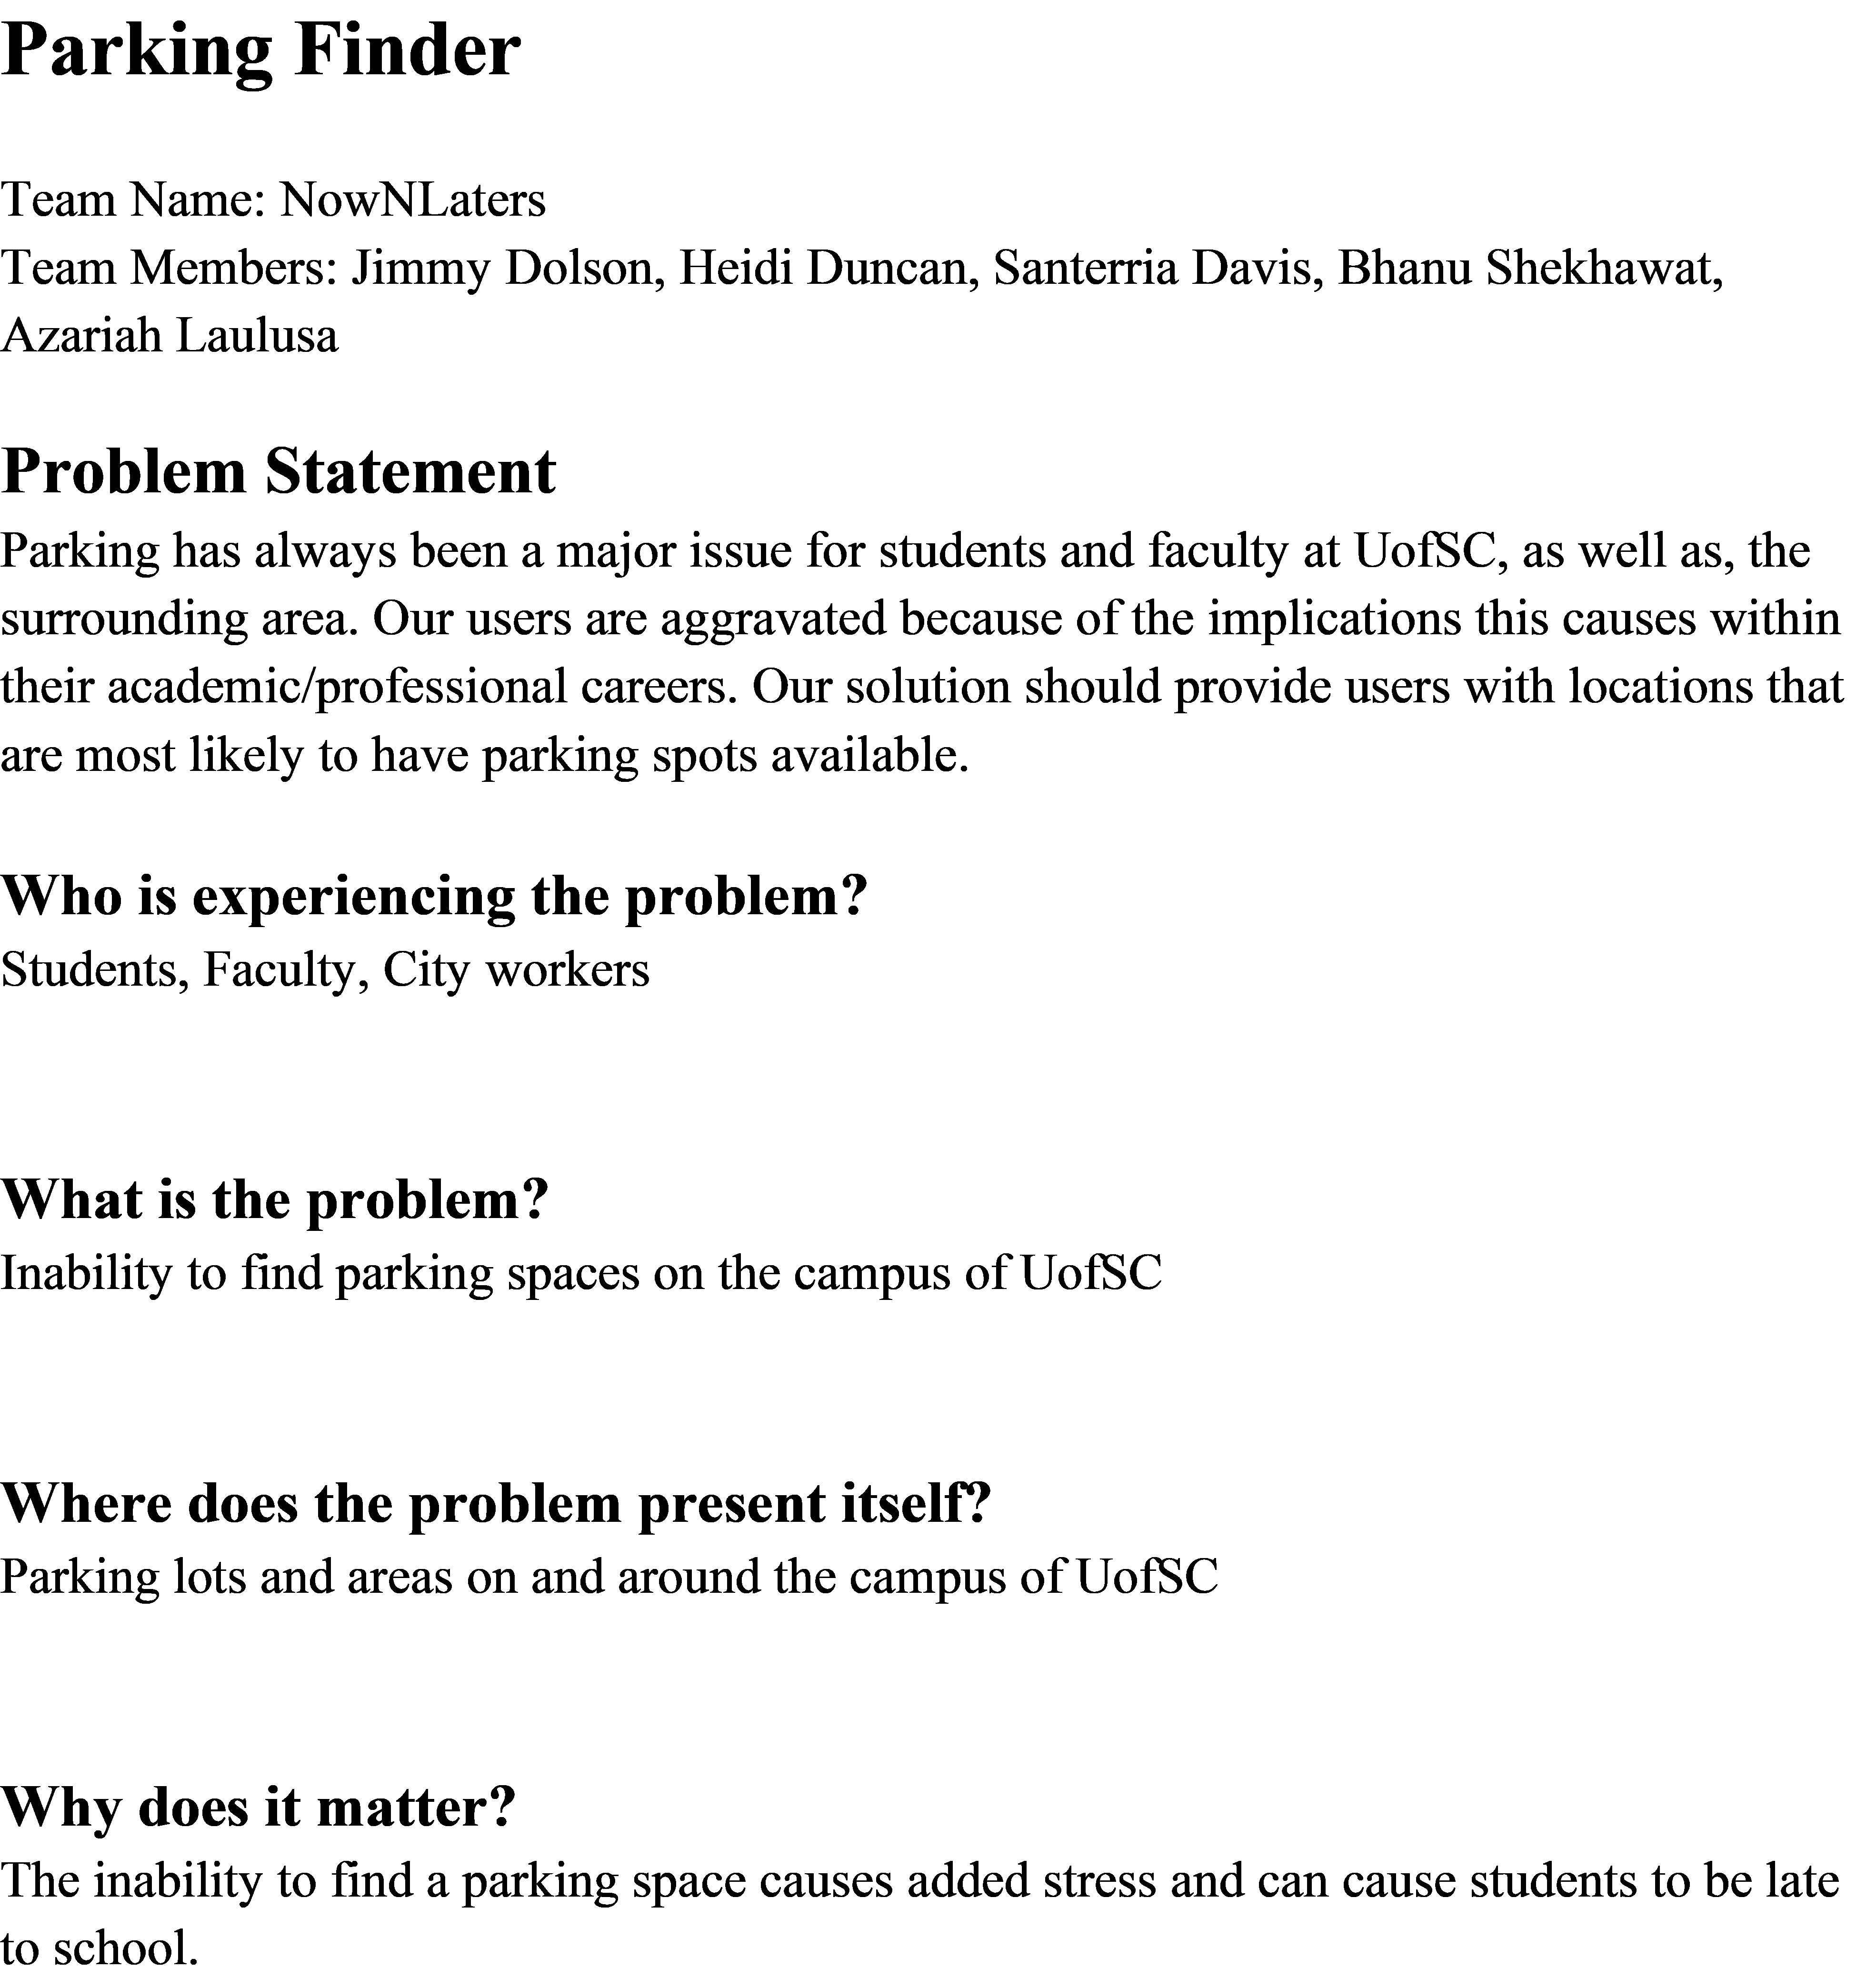 Parking Finder
Team Name: NowNLaters
Team Members: Jimmy Dolson, Heidi Duncan, Santerria Davis, Bhanu Shekhawat,
Azariah Laulusa
Problem Statement
Parking has always been a major issue for students and faculty at UofSC, as well as, the
surrounding area. Our users are aggravated because of the implications this causes within
their academic/professional careers. Our solution should provide users with locations that
are most likely to have parking spots available.
Who is experiencing the problem?
Students, Faculty, City workers
What is the problem?
Inability to find parking spaces on the campus of UofSC
Where does the problem present itself?
Parking lots and areas on and around the campus of UofSC
Why does it matter?
The inability to find a parking space causes added stress and can cause students to be late
to school.